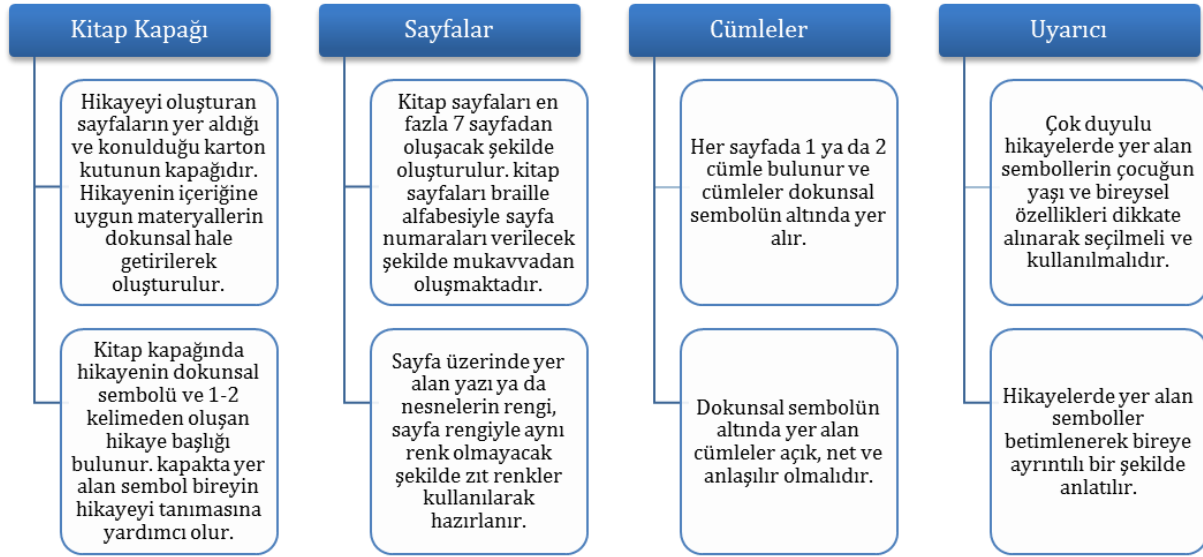 Kitap Kapağı
Hikayeyi oluşturan
sayfaların yer aldığı
ve konulduğu karton
kutunun kapağıdır.
Hikayenin içeriğine
uygun materyallerin
dokunsal hale
getirilerek
oluşturulur.
Kitap kapağında
hikayenin dokunsal
sembolü ve 1-2
kelimeden oluşan
hikaye başlığı
bulunur. kapakta yer
alan sembol bireyin
hikayeyi tanımasına
yardımcı olur.
Sayfalar
Kitap sayfaları en
fazla 7 sayfadan
oluşacak şekilde
oluşturulur. kitap
sayfaları braille
alfabesiyle sayfa
numaraları verilecek
şekilde mukavvadan
oluşmaktadır.
Sayfa üzerinde yer
alan yazı ya da
nesnelerin rengi,
sayfa rengiyle aynı
renk olmayacak
şekilde zıt renkler
kullanılarak
hazırlanır.
Cümleler
Her sayfada 1 ya da 2
cümle bulunur ve
cümleler dokunsal
sembolün altında yer
alır.
Dokunsal sembolün
altında yer alan
cümleler açık, net ve
anlaşılır olmalıdır.
Uyarıcı
Çok duyulu
hikayelerde yer alan
sembollerin çocuğun
yaşı ve bireysel
özellikleri dikkate
alınarak seçilmeli ve
kullanılmalıdır.
Hikayelerde yer alan
semboller
betimlenerek bireye
ayrıntılı bir şekilde
anlatılır.